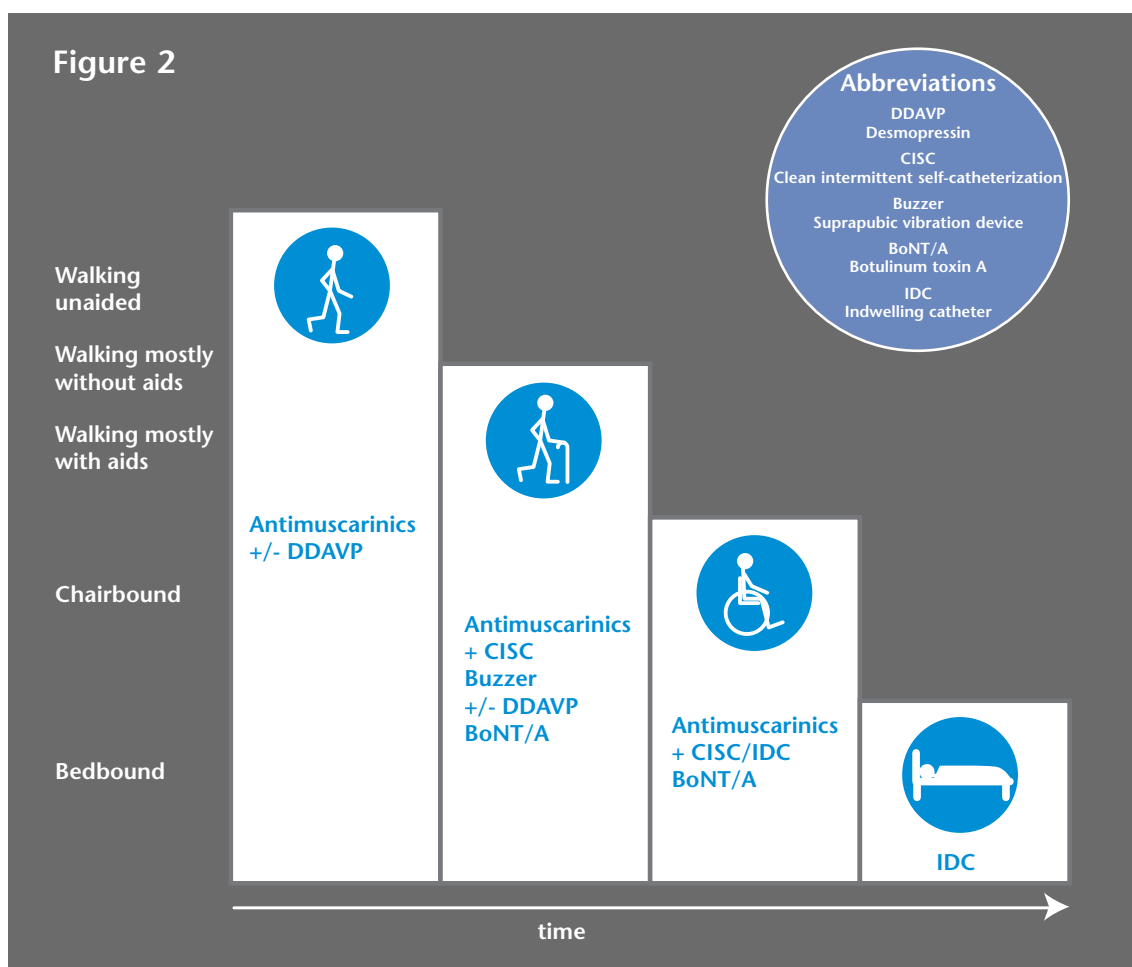 Figure 2
Abbreviations
DDAVP
Desmopressin
CISC
Clean intermittent self-catheterization
Buzzer
Suprapubic vibration device
BoNT/A
Botulinum toxin A
IDC
Indwelling catheter
Walking
unaided
Walking mostly
without aids
Walking mostly
with aids
Chairbound
Bedbound
Antimuscarinics
+/- DDAVP
Antimuscarinics
+ CISC
Buzzer
+/- DDAVP
BoNT/A
Antimuscarinics
+ CISC/IDC
BoNT/A
IDC
time